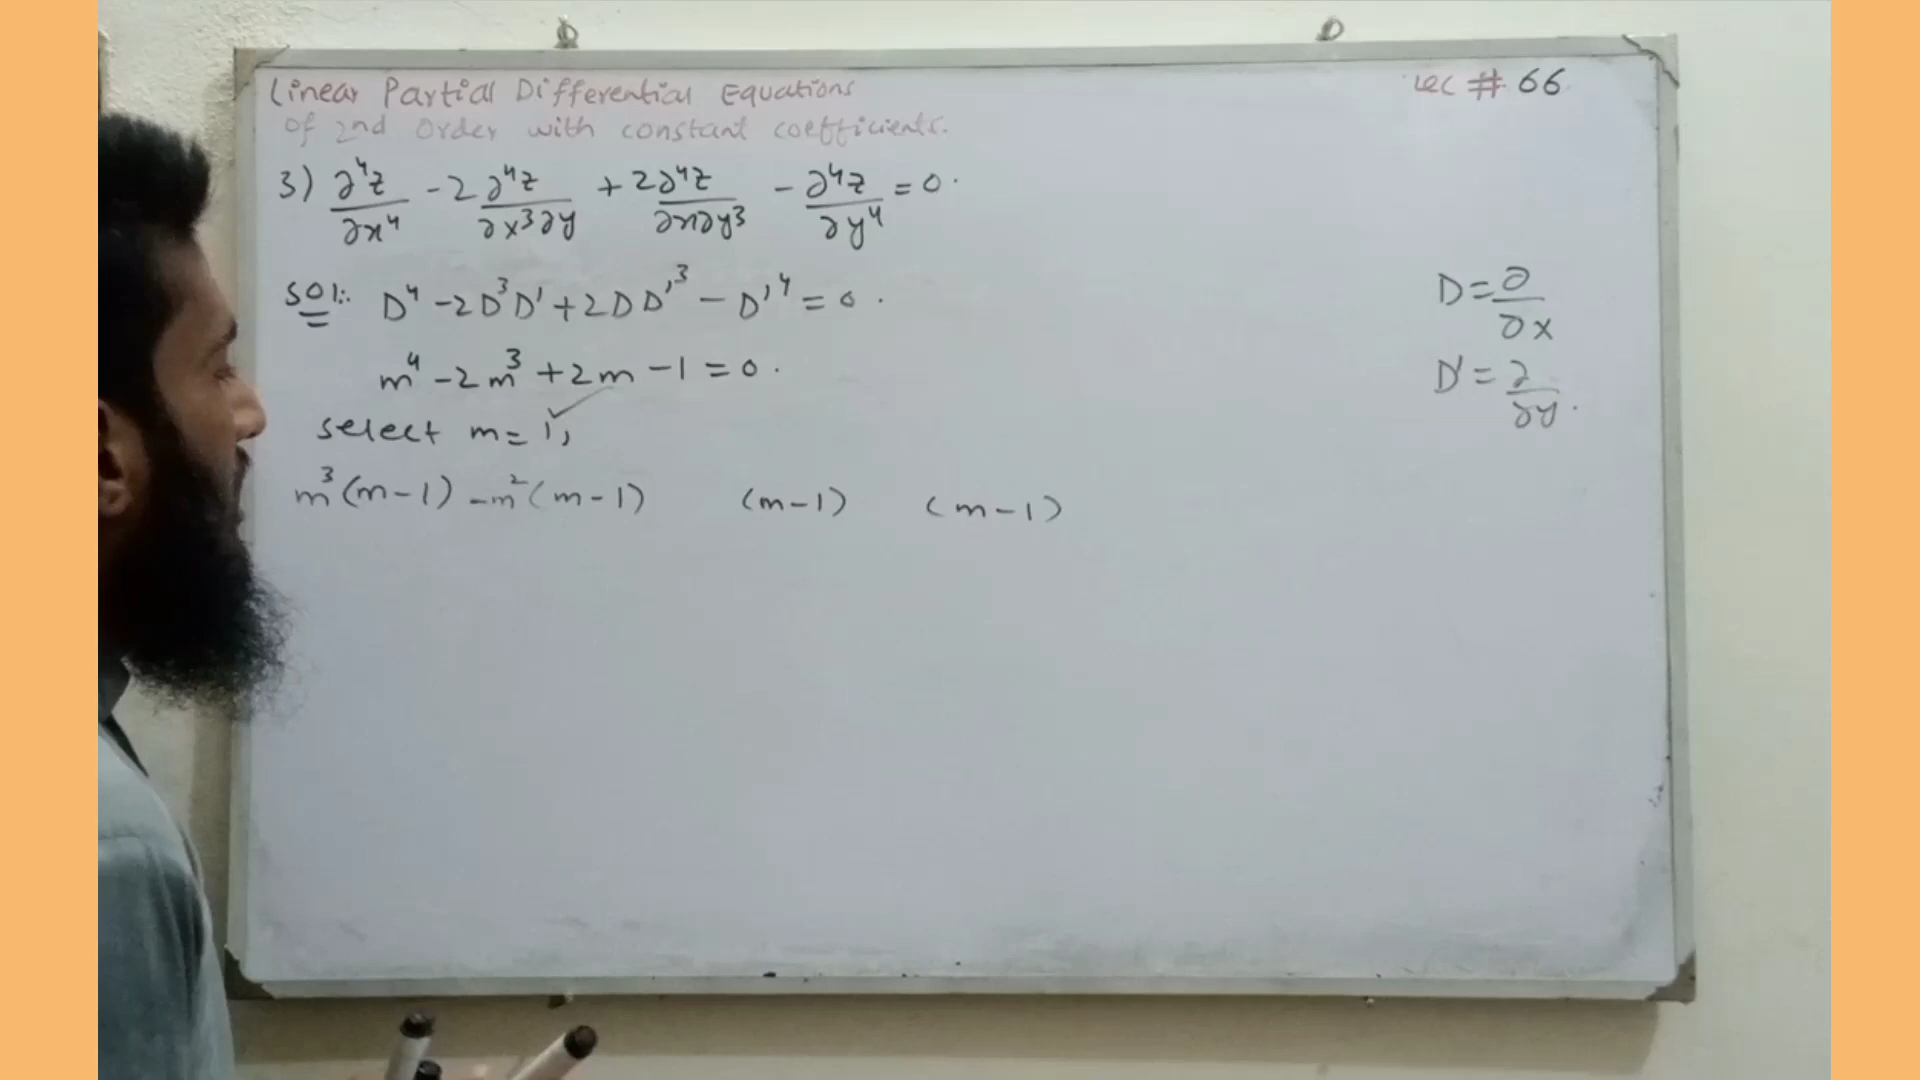 Linear Partial Differential Equations
Lec # 66
of 2nd order with constant coefficients.
3) ∂⁴z/∂x⁴ - 2 ∂⁴z/∂x³∂y + 2∂⁴z/∂x∂y³ - ∂⁴z/∂y⁴ = 0.
Sol:. D⁴ - 2D³D' + 2DD'³ - D'⁴ = 0.
D = ∂/∂x
m⁴ - 2m³ + 2m - 1 = 0.
D' = ∂/∂y.
select m = 1,
m³(m-1) - m²(m-1) (m-1) (m-1)